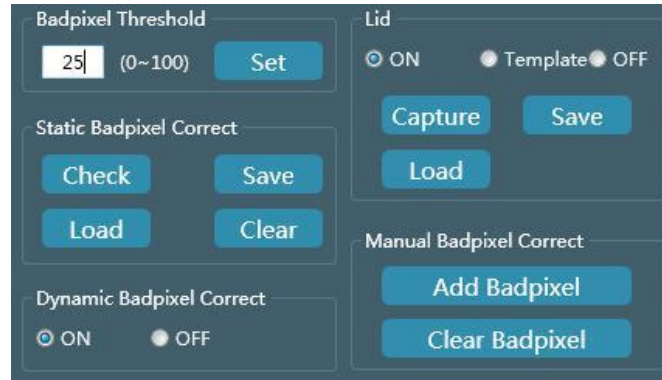 Badpixel Threshold
25 (0~100) Set
Static Badpixel Correct
Check Save
Load Clear
Dynamic Badpixel Correct
ON OFF
Lid
ON Template OFF
Capture Save
Load
Manual Badpixel Correct
Add Badpixel
Clear Badpixel